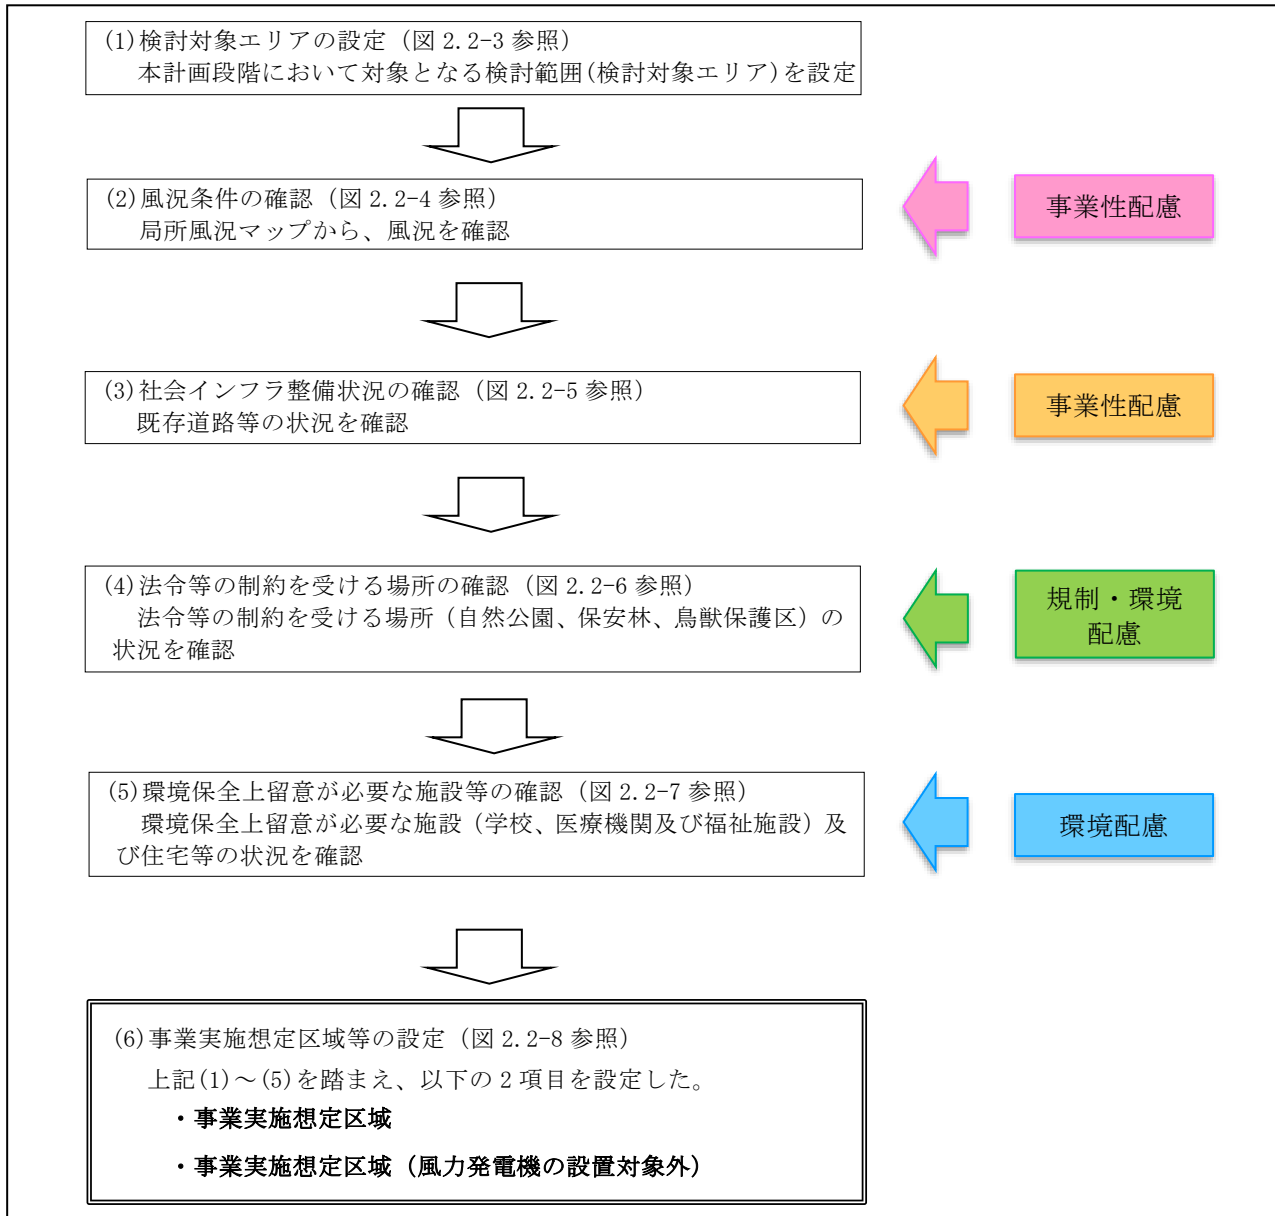 (1)検討対象エリアの設定（図 2.2-3 参照）
本計画段階において対象となる検討範囲(検討対象エリア)を設定
(2)風況条件の確認（図 2.2-4 参照）
局所風況マップから、風況を確認
事業性配慮
(3)社会インフラ整備状況の確認（図 2.2-5 参照）
既存道路等の状況を確認
事業性配慮
(4)法令等の制約を受ける場所の確認（図 2.2-6 参照）
法令等の制約を受ける場所（自然公園、保安林、鳥獣保護区）の
状況を確認
規制・環境
配慮
(5)環境保全上留意が必要な施設等の確認（図 2.2-7 参照）
環境保全上留意が必要な施設（学校、医療機関及び福祉施設）及
び住宅等の状況を確認
環境配慮
(6)事業実施想定区域等の設定（図 2.2-8 参照）
上記(1)～(5)を踏まえ、以下の 2 項目を設定した。
・事業実施想定区域
・事業実施想定区域（風力発電機の設置対象外）